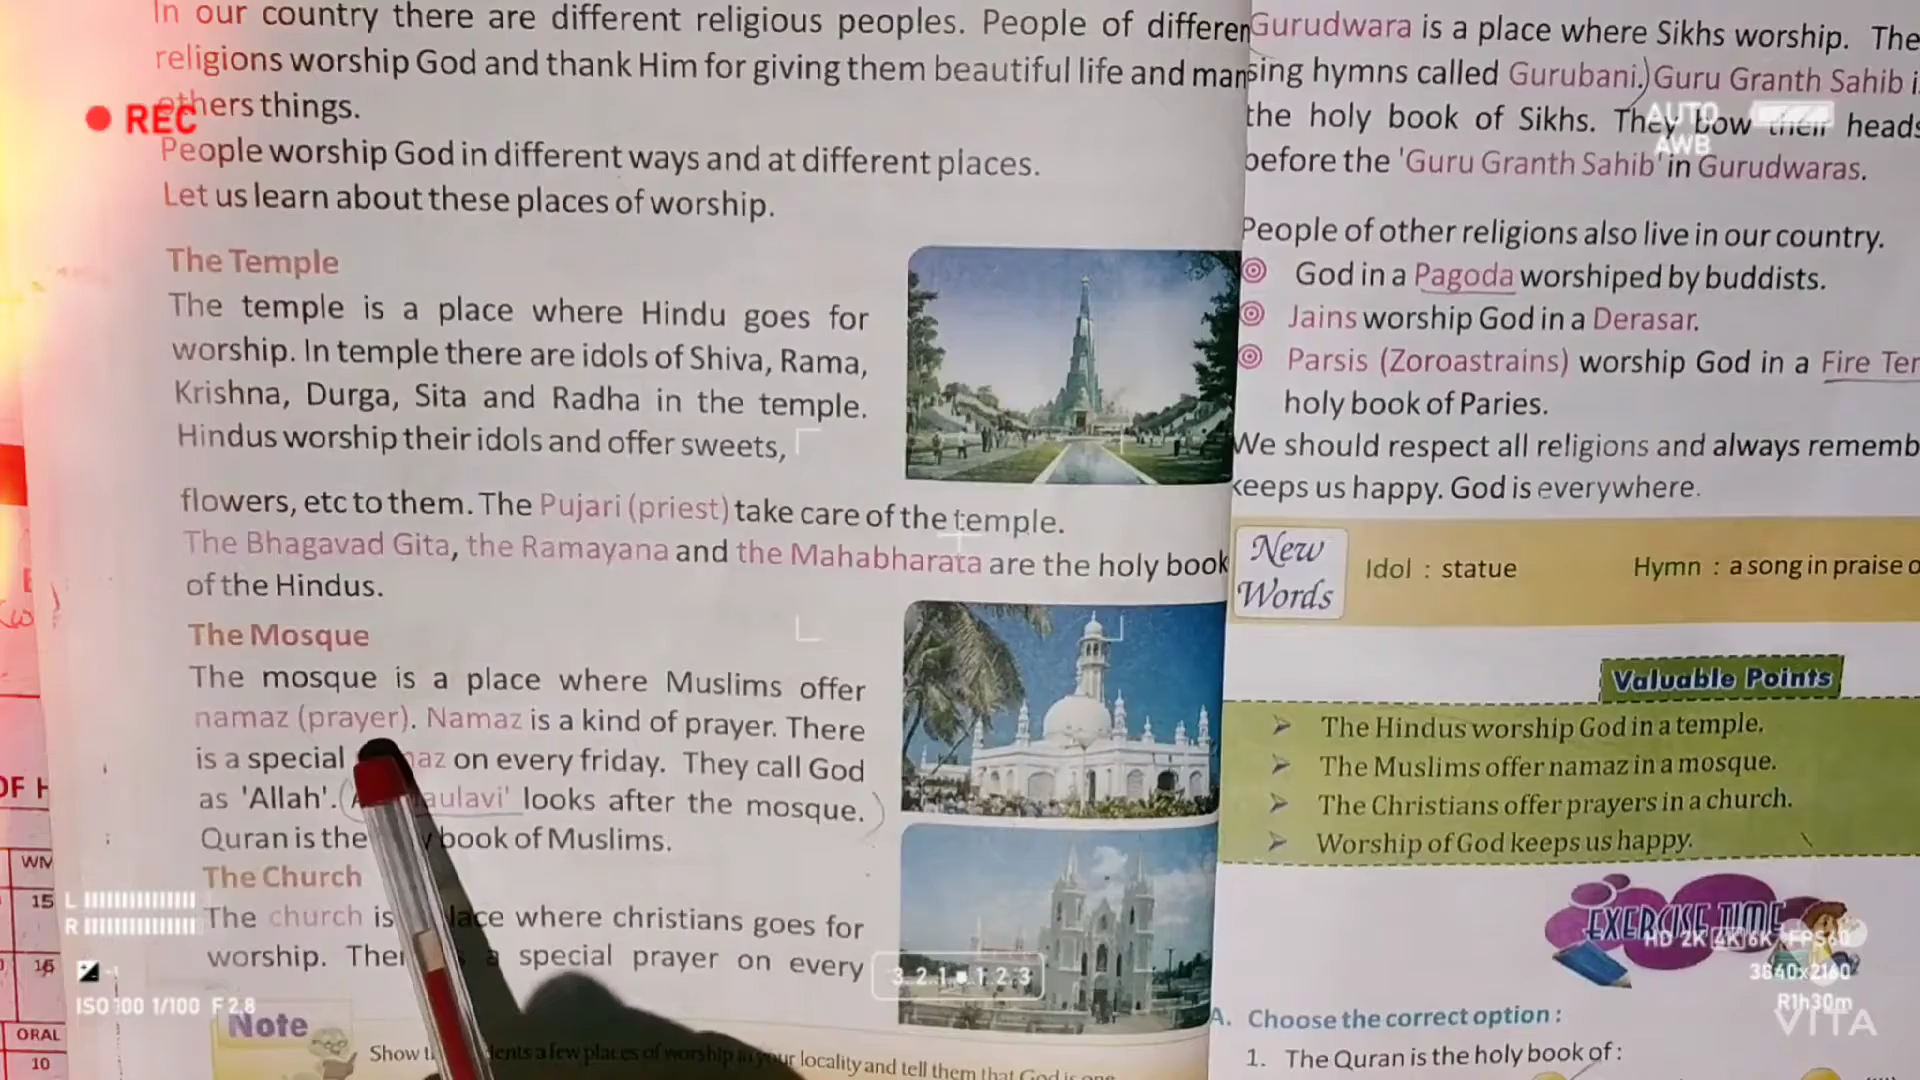 In our country there are different religious peoples. People of differen
religions worship God and thank Him for giving them beautiful life and man
others things.
People worship God in different ways and at different places.
Let us learn about these places of worship.
The Temple
The temple is a place where Hindu goes for
worship. In temple there are idols of Shiva, Rama,
Krishna, Durga, Sita and Radha in the temple.
Hindus worship their idols and offer sweets,
flowers, etc to them. The Pujari (priest) take care of the temple.
The Bhagavad Gita, the Ramayana and the Mahabharata are the holy book
of the Hindus.
The Mosque
The mosque is a place where Muslims offer
namaz (prayer). Namaz is a kind of prayer. There
is a special on every friday. They call God
as 'Allah'. looks after the mosque.
Quran is the book of Muslims.
The Church
The church is where christians goes for
worship. special prayer on every
Note
Show your locality and tell them that God is one
Gurudwara is a place where Sikhs worship. The
sing hymns called Gurubani. Guru Granth Sahib i
the holy book of Sikhs. They bow their heads
before the 'Guru Granth Sahib' in Gurudwaras.
People of other religions also live in our country.
God in a Pagoda worshiped by buddists.
Jains worship God in a Derasar.
Parsis (Zoroastrains) worship God in a Fire Ter
holy book of Paries.
We should respect all religions and always rememb
keeps us happy. God is everywhere.
New
Words
Idol : statue Hymn : a song in praise o
Valuable Points
The Hindus worship God in a temple.
The Muslims offer namaz in a mosque.
The Christians offer prayers in a church.
Worship of God keeps us happy.
EXERCISE TIME
A. Choose the correct option :
1. The Quran is the holy book of :
OF H
WM
15
15
ORAL
10
REC
AUTO
AWB
L
R
-1
ISO 100 1/100 F 2.8
3 2 1 1 2 3
HD 2K 4K 6K FPS60
3840x2160
R1h30m
VITA